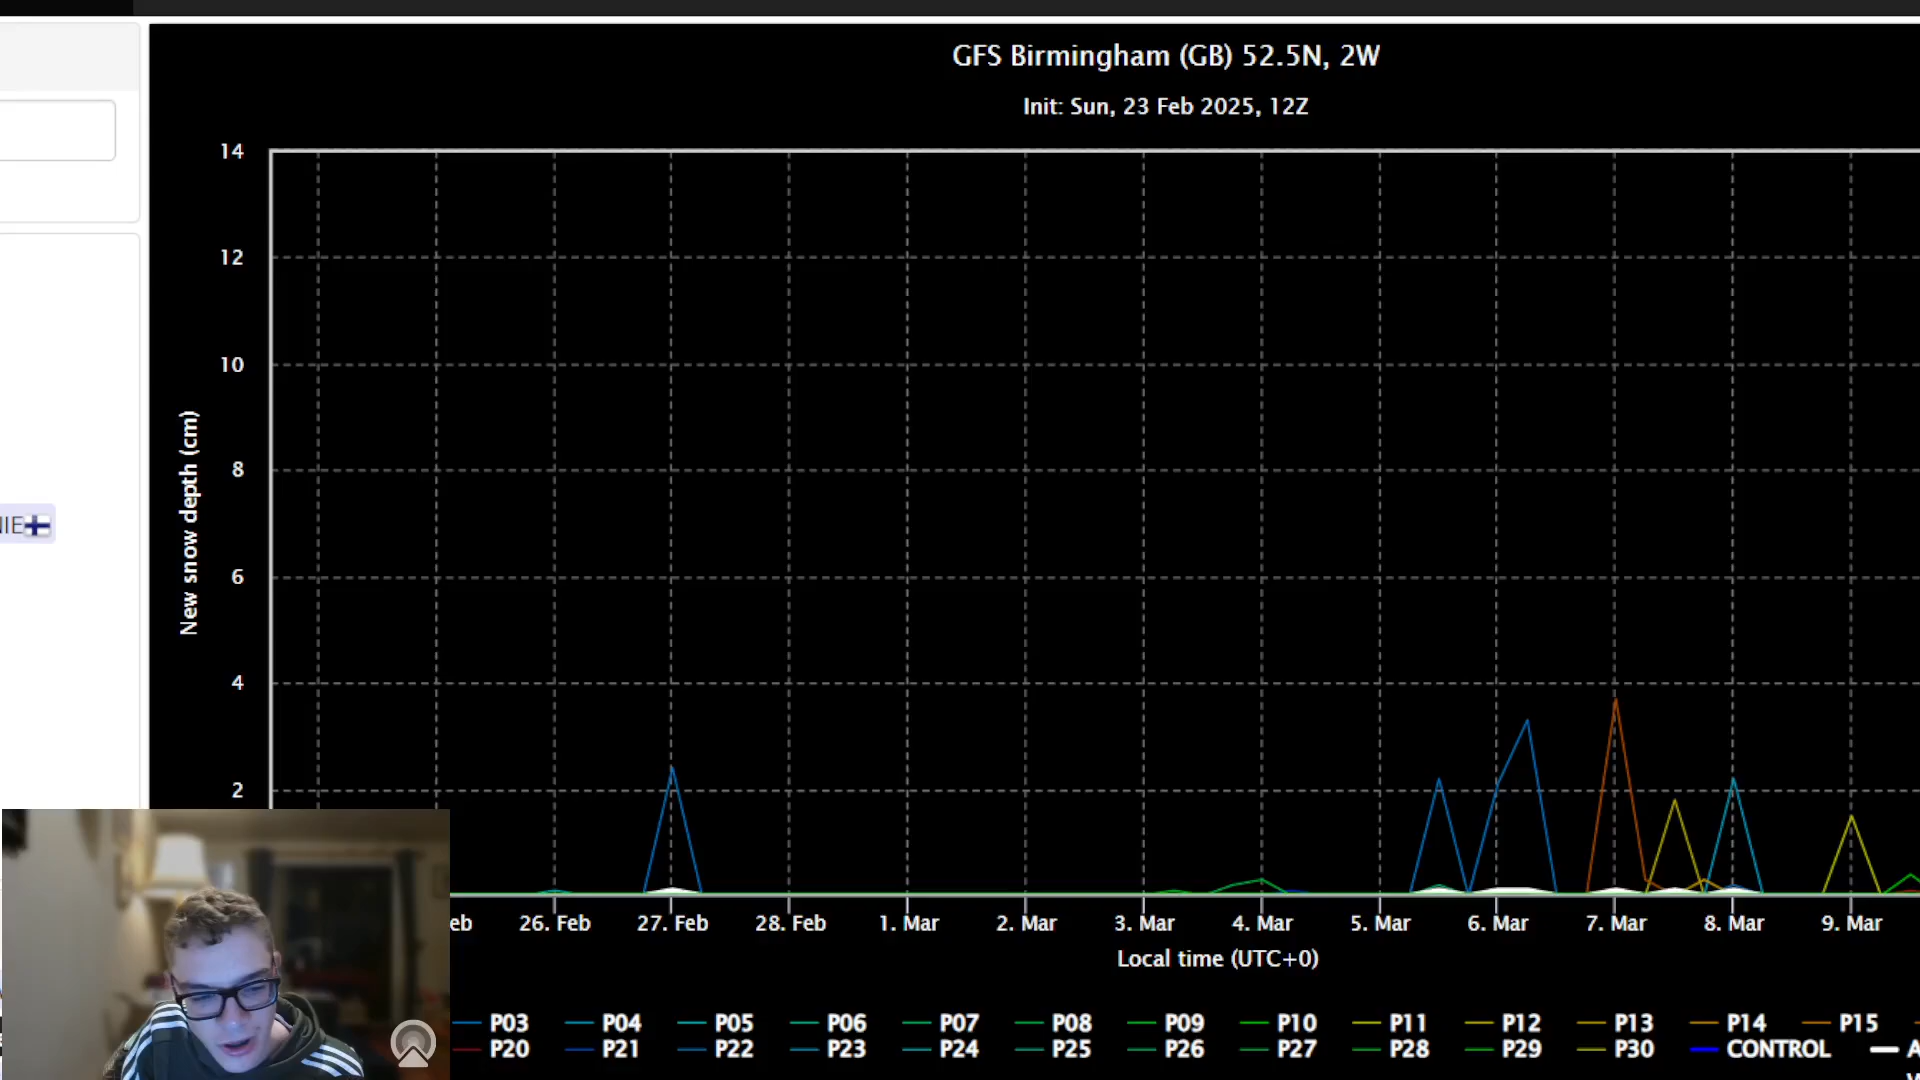 GFS Birmingham (GB) 52.5N, 2W
Init: Sun, 23 Feb 2025, 12Z
14
12
10
8
6
4
2
New snow depth (cm)
NIE
eb 26. Feb 27. Feb 28. Feb 1. Mar 2. Mar 3. Mar 4. Mar 5. Mar 6. Mar 7. Mar 8. Mar 9. Mar
Local time (UTC+0)
P03 P04 P05 P06 P07 P08 P09 P10 P11 P12 P13 P14 P15
P20 P21 P22 P23 P24 P25 P26 P27 P28 P29 P30 CONTROL A